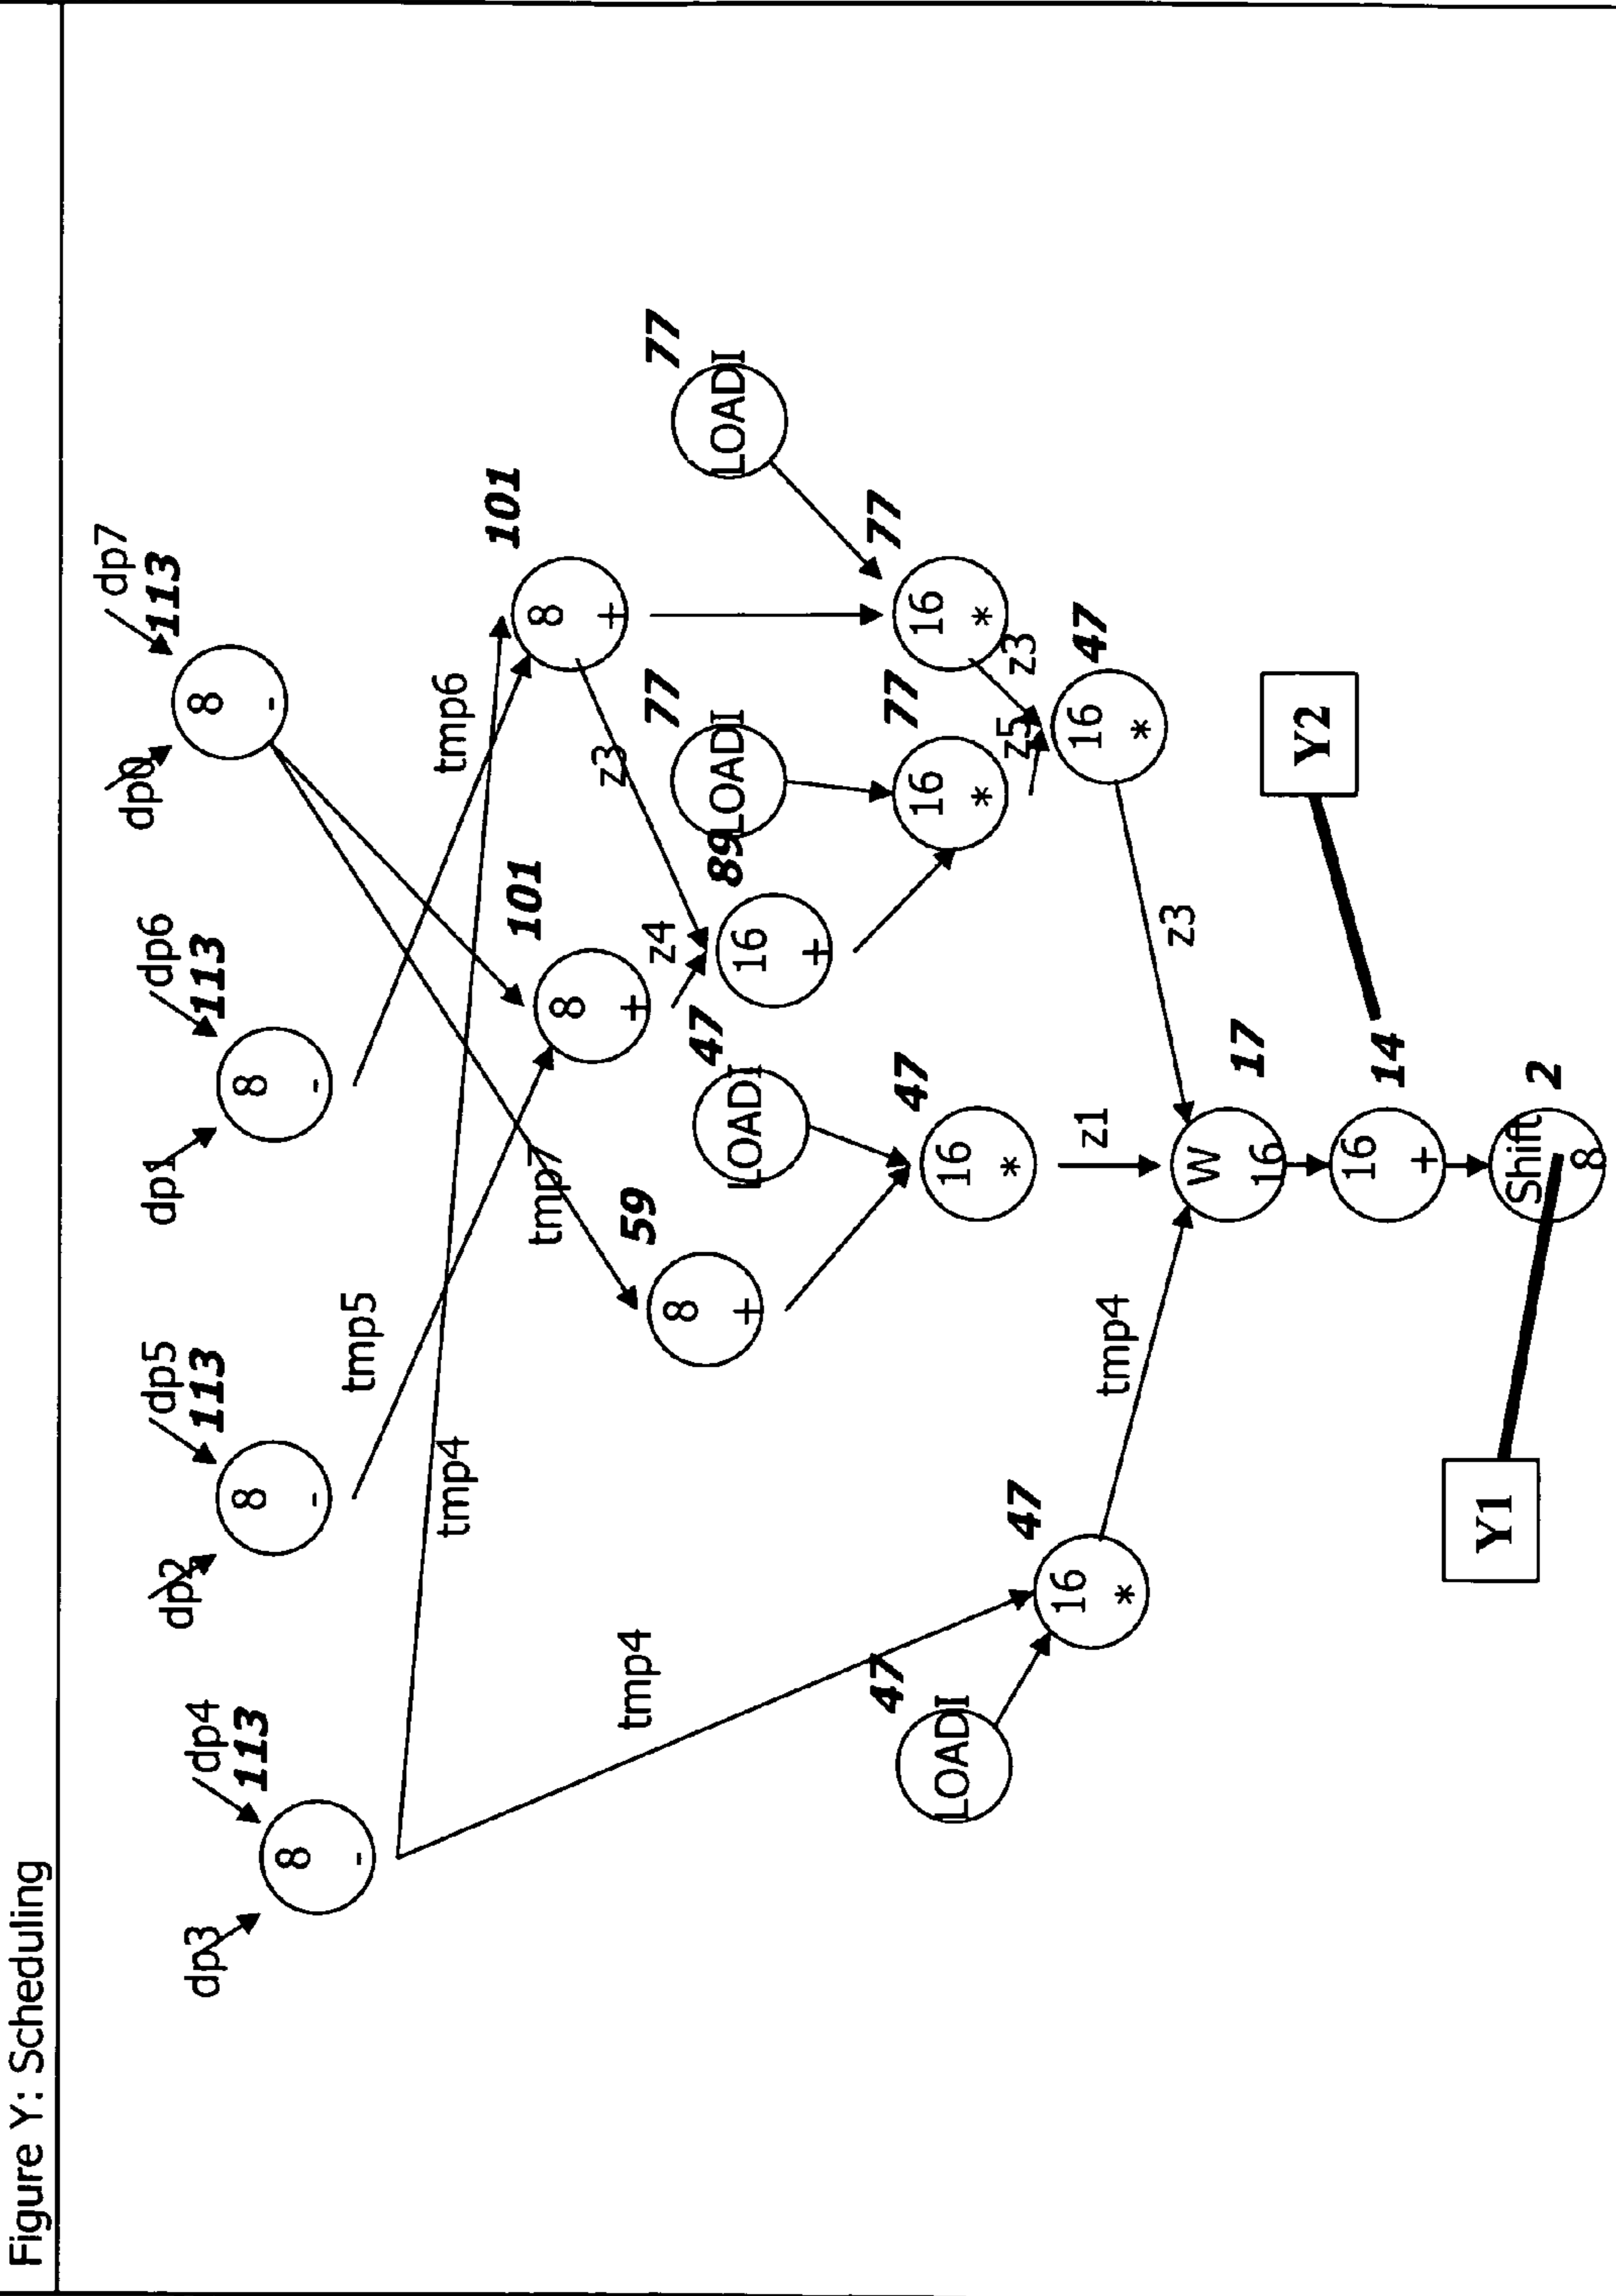 Figure Y: Scheduling
dp3
dp4
113
8
-
dp2
dp5
113
8
-
dp1
dp6
113
8
-
dp0
dp7
113
8
-
tmp4
tmp5
tmp6
tmp7
tmp4
101
8
+
101
8
+
z3
z4
59
8
+
47
LOADI
89
16
+
77
LOADI
77
LOADI
47
LOADI
47
16
*
47
16
*
77
16
*
77
16
*
z5
z3
47
16
*
tmp4
z1
z3
W
16
17
16
+
14
Shift
8
2
Y1
Y2